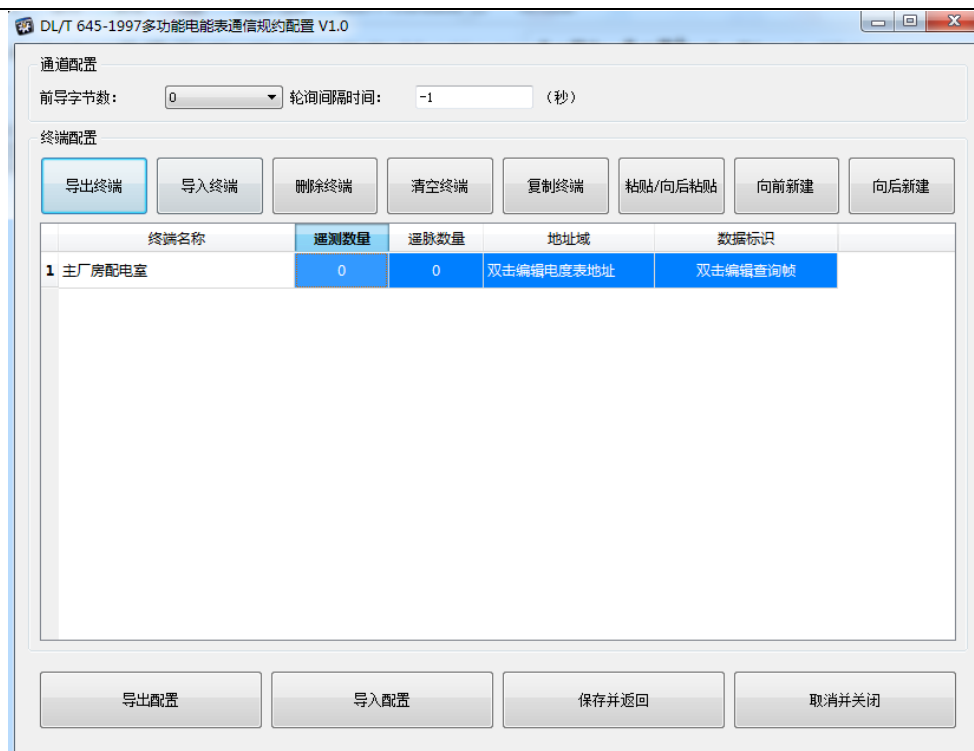 DL/T 645-1997多功能电能表通信规约配置 V1.0
通道配置
前导字节数: 0 轮询间隔时间: -1 (秒)
终端配置
导出终端 导入终端 删除终端 清空终端 复制终端 粘贴/向后粘贴 向前新建 向后新建
终端名称 遥测数量 遥脉数量 地址域 数据标识
1 主厂房配电室 0 0 双击编辑电度表地址 双击编辑查询帧
导出配置 导入配置 保存并返回 取消并关闭